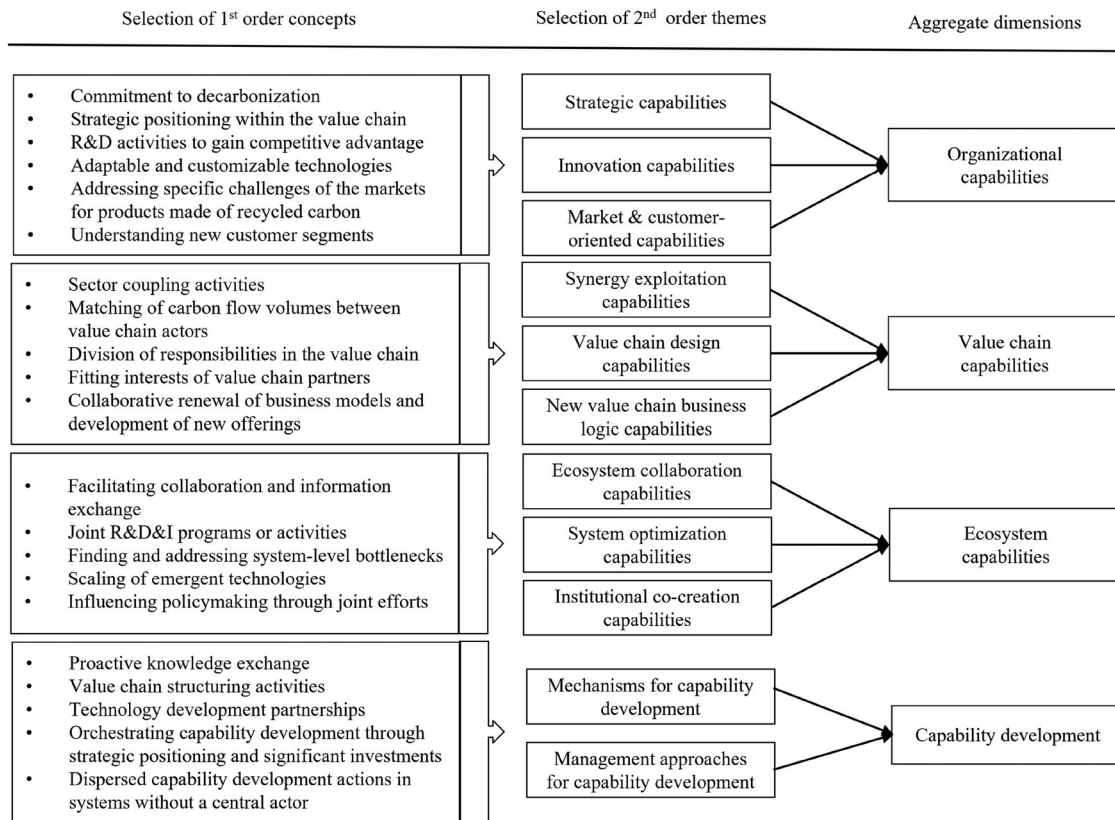 Selection of 1st order concepts
Selection of 2nd order themes
Aggregate dimensions
• Commitment to decarbonization
• Strategic positioning within the value chain
• R&D activities to gain competitive advantage
• Adaptable and customizable technologies
• Addressing specific challenges of the markets
for products made of recycled carbon
• Understanding new customer segments
Strategic capabilities
Innovation capabilities
Market & customer-
oriented capabilities
Organizational
capabilities
• Sector coupling activities
• Matching of carbon flow volumes between
value chain actors
• Division of responsibilities in the value chain
• Fitting interests of value chain partners
• Collaborative renewal of business models and
development of new offerings
Synergy exploitation
capabilities
Value chain design
capabilities
New value chain business
logic capabilities
Value chain
capabilities
• Facilitating collaboration and information
exchange
• Joint R&D&I programs or activities
• Finding and addressing system-level bottlenecks
• Scaling of emergent technologies
• Influencing policymaking through joint efforts
Ecosystem collaboration
capabilities
System optimization
capabilities
Institutional co-creation
capabilities
Ecosystem
capabilities
• Proactive knowledge exchange
• Value chain structuring activities
• Technology development partnerships
• Orchestrating capability development through
strategic positioning and significant investments
• Dispersed capability development actions in
systems without a central actor
Mechanisms for capability
development
Management approaches
for capability development
Capability development